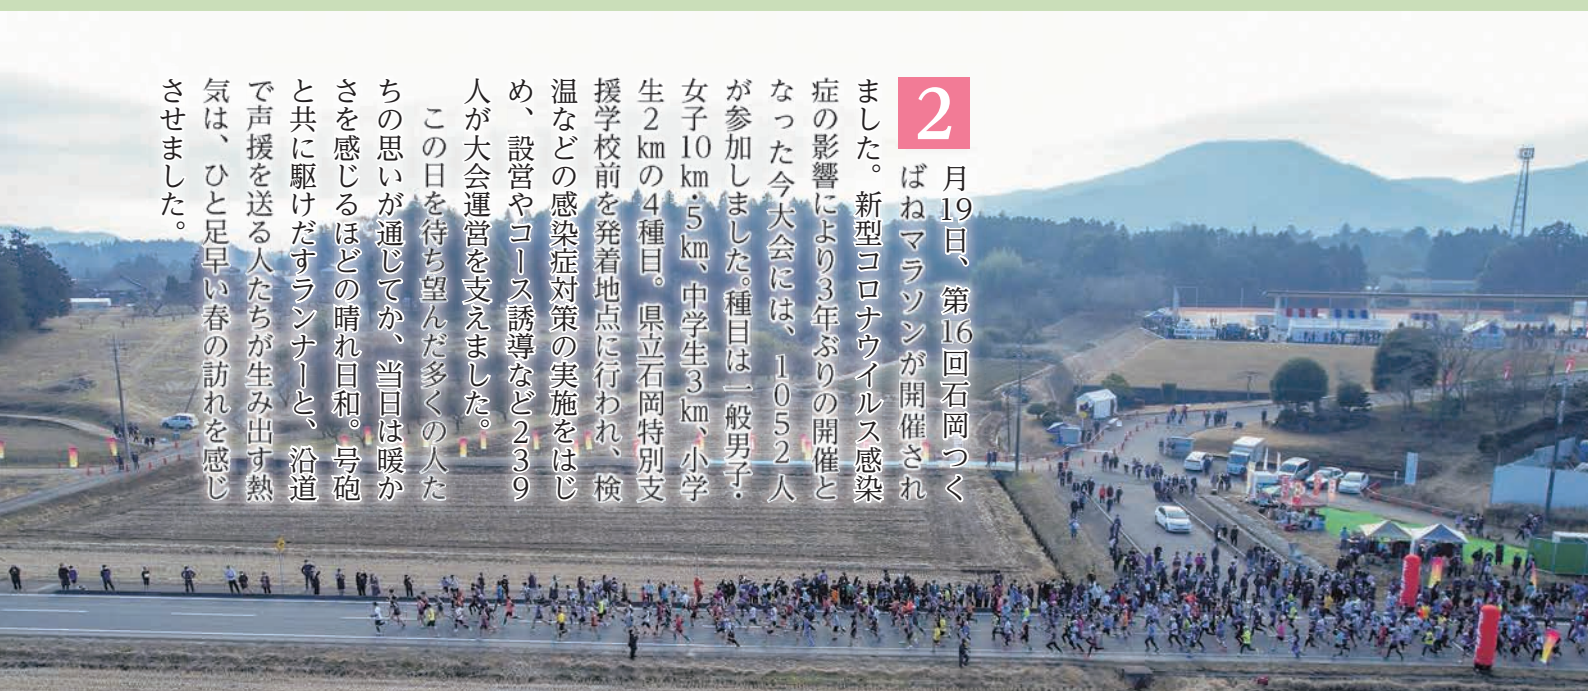 2月19日、第16回石岡つく
ばねマラソンが開催され
ました。新型コロナウイルス感染
症の影響により3年ぶりの開催と
なった今大会には、1052人
が参加しました。種目は一般男子・
女子10㎞・5㎞、中学生3㎞、小学
生2㎞の4種目。県立石岡特別支
援学校前を発着地点に行われ、検
温などの感染症対策の実施をはじ
め、設営やコース誘導など239
人が大会運営を支えました。
この日を待ち望んだ多くの人た
ちの思いが通じてか、当日は暖か
さを感じるほどの晴れ日和。号砲
と共に駆けだすランナーと、沿道
で声援を送る人たちが生み出す熱
気は、ひと足早い春の訪れを感じ
させました。